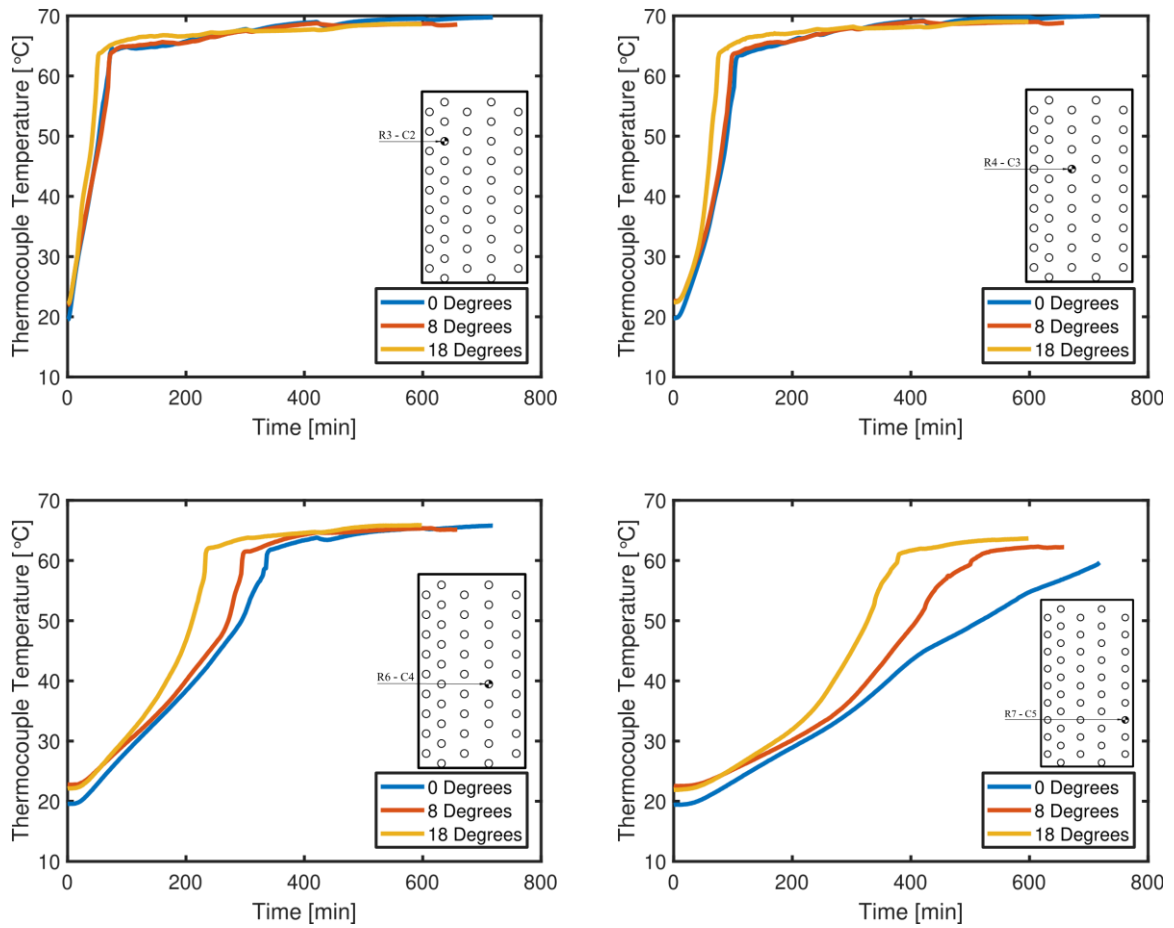 Thermocouple Temperature [°C]
70
60
50
40
30
20
10
0 200 400 600 800
Time [min]
R3 - C2
0 Degrees
8 Degrees
18 Degrees
Thermocouple Temperature [°C]
70
60
50
40
30
20
10
0 200 400 600 800
Time [min]
R4 - C3
0 Degrees
8 Degrees
18 Degrees
Thermocouple Temperature [°C]
70
60
50
40
30
20
10
0 200 400 600 800
Time [min]
R6 - C4
0 Degrees
8 Degrees
18 Degrees
Thermocouple Temperature [°C]
70
60
50
40
30
20
10
0 200 400 600 800
Time [min]
R7 - C5
0 Degrees
8 Degrees
18 Degrees